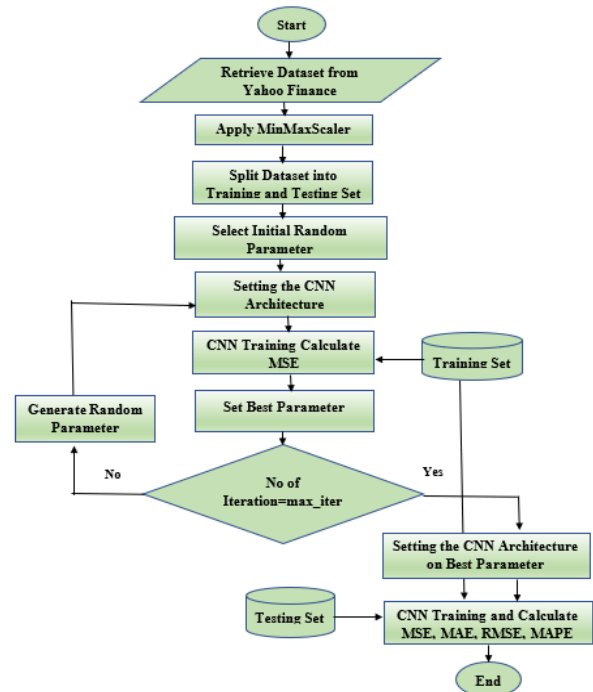 Start
Retrieve Dataset from
Yahoo Finance
Apply MinMaxScaler
Split Dataset into
Training and Testing Set
Select Initial Random
Parameter
Setting the CNN
Architecture
CNN Training Calculate
MSE
Training Set
Generate Random
Parameter
Set Best Parameter
No
No of
Iteration=max_iter
Yes
Setting the CNN Architecture
on Best Parameter
Testing Set
CNN Training and Calculate
MSE, MAE, RMSE, MAPE
End